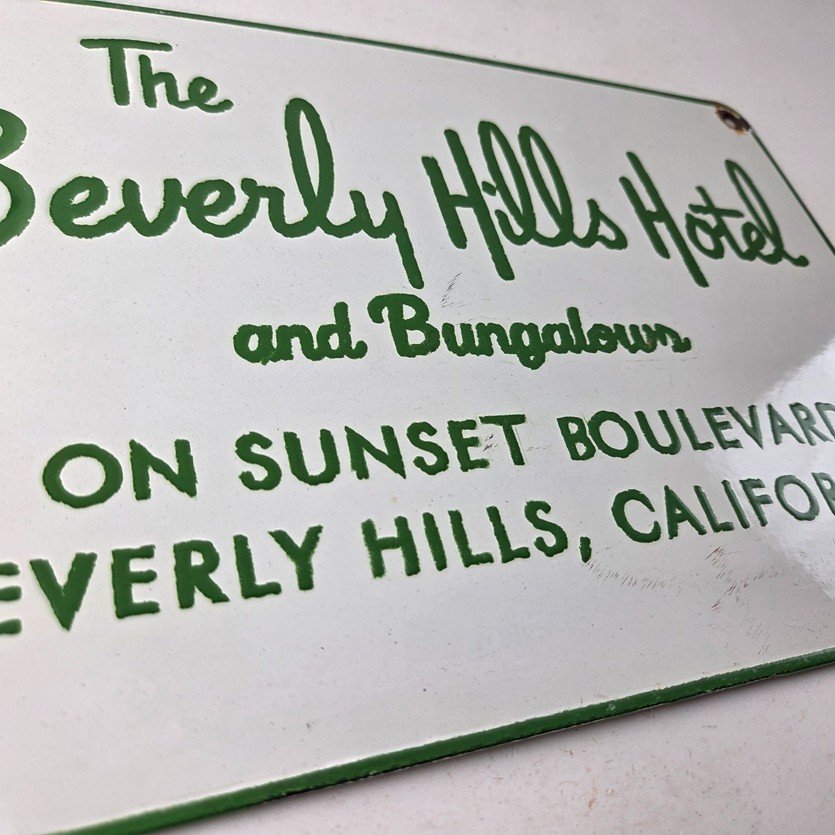 The
Beverly Hills Hotel
and Bungalows
ON SUNSET BOULEVARD
EVERLY HILLS, CALIFOR